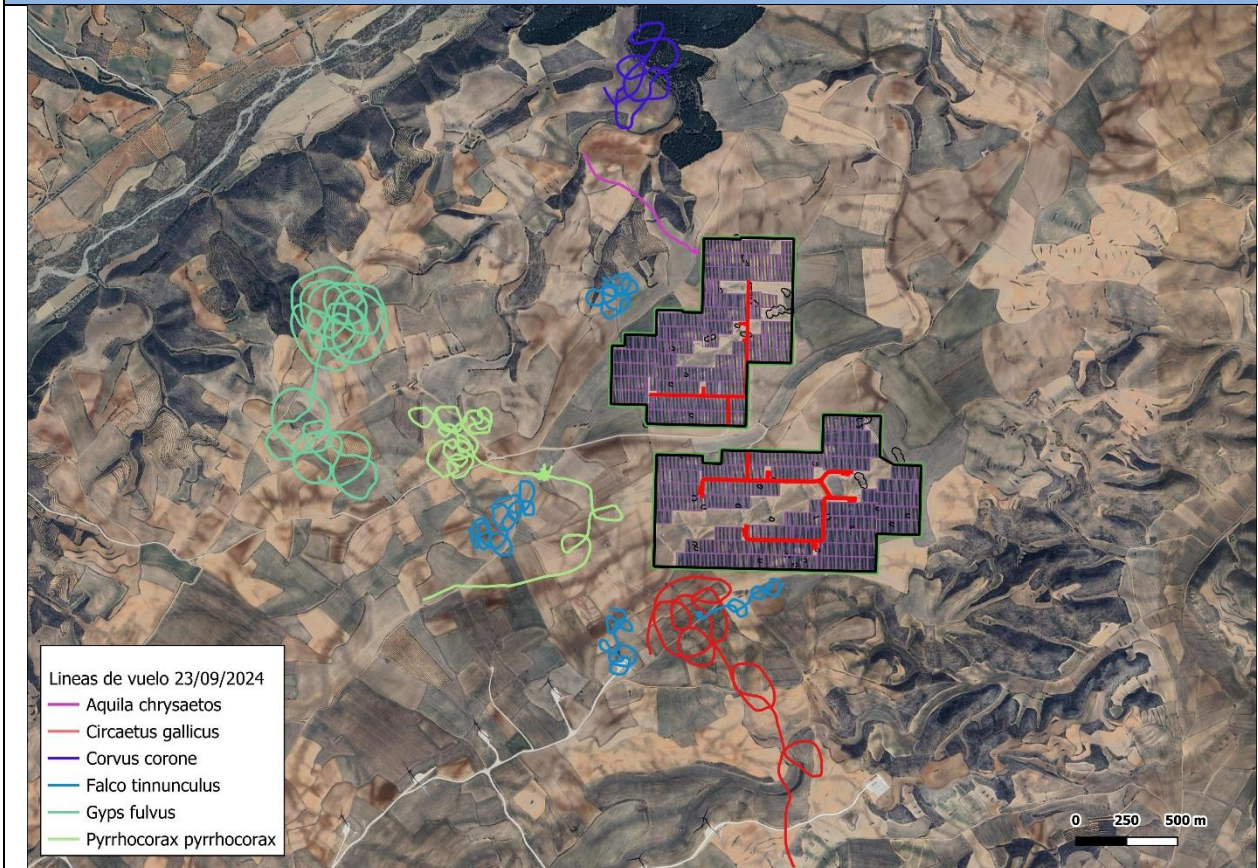 Lineas de vuelo 23/09/2024
Aquila chrysaetos
Circaetus gallicus
Corvus corone
Falco tinnunculus
Gyps fulvus
Pyrrhocorax pyrrhocorax
0 250 500 m